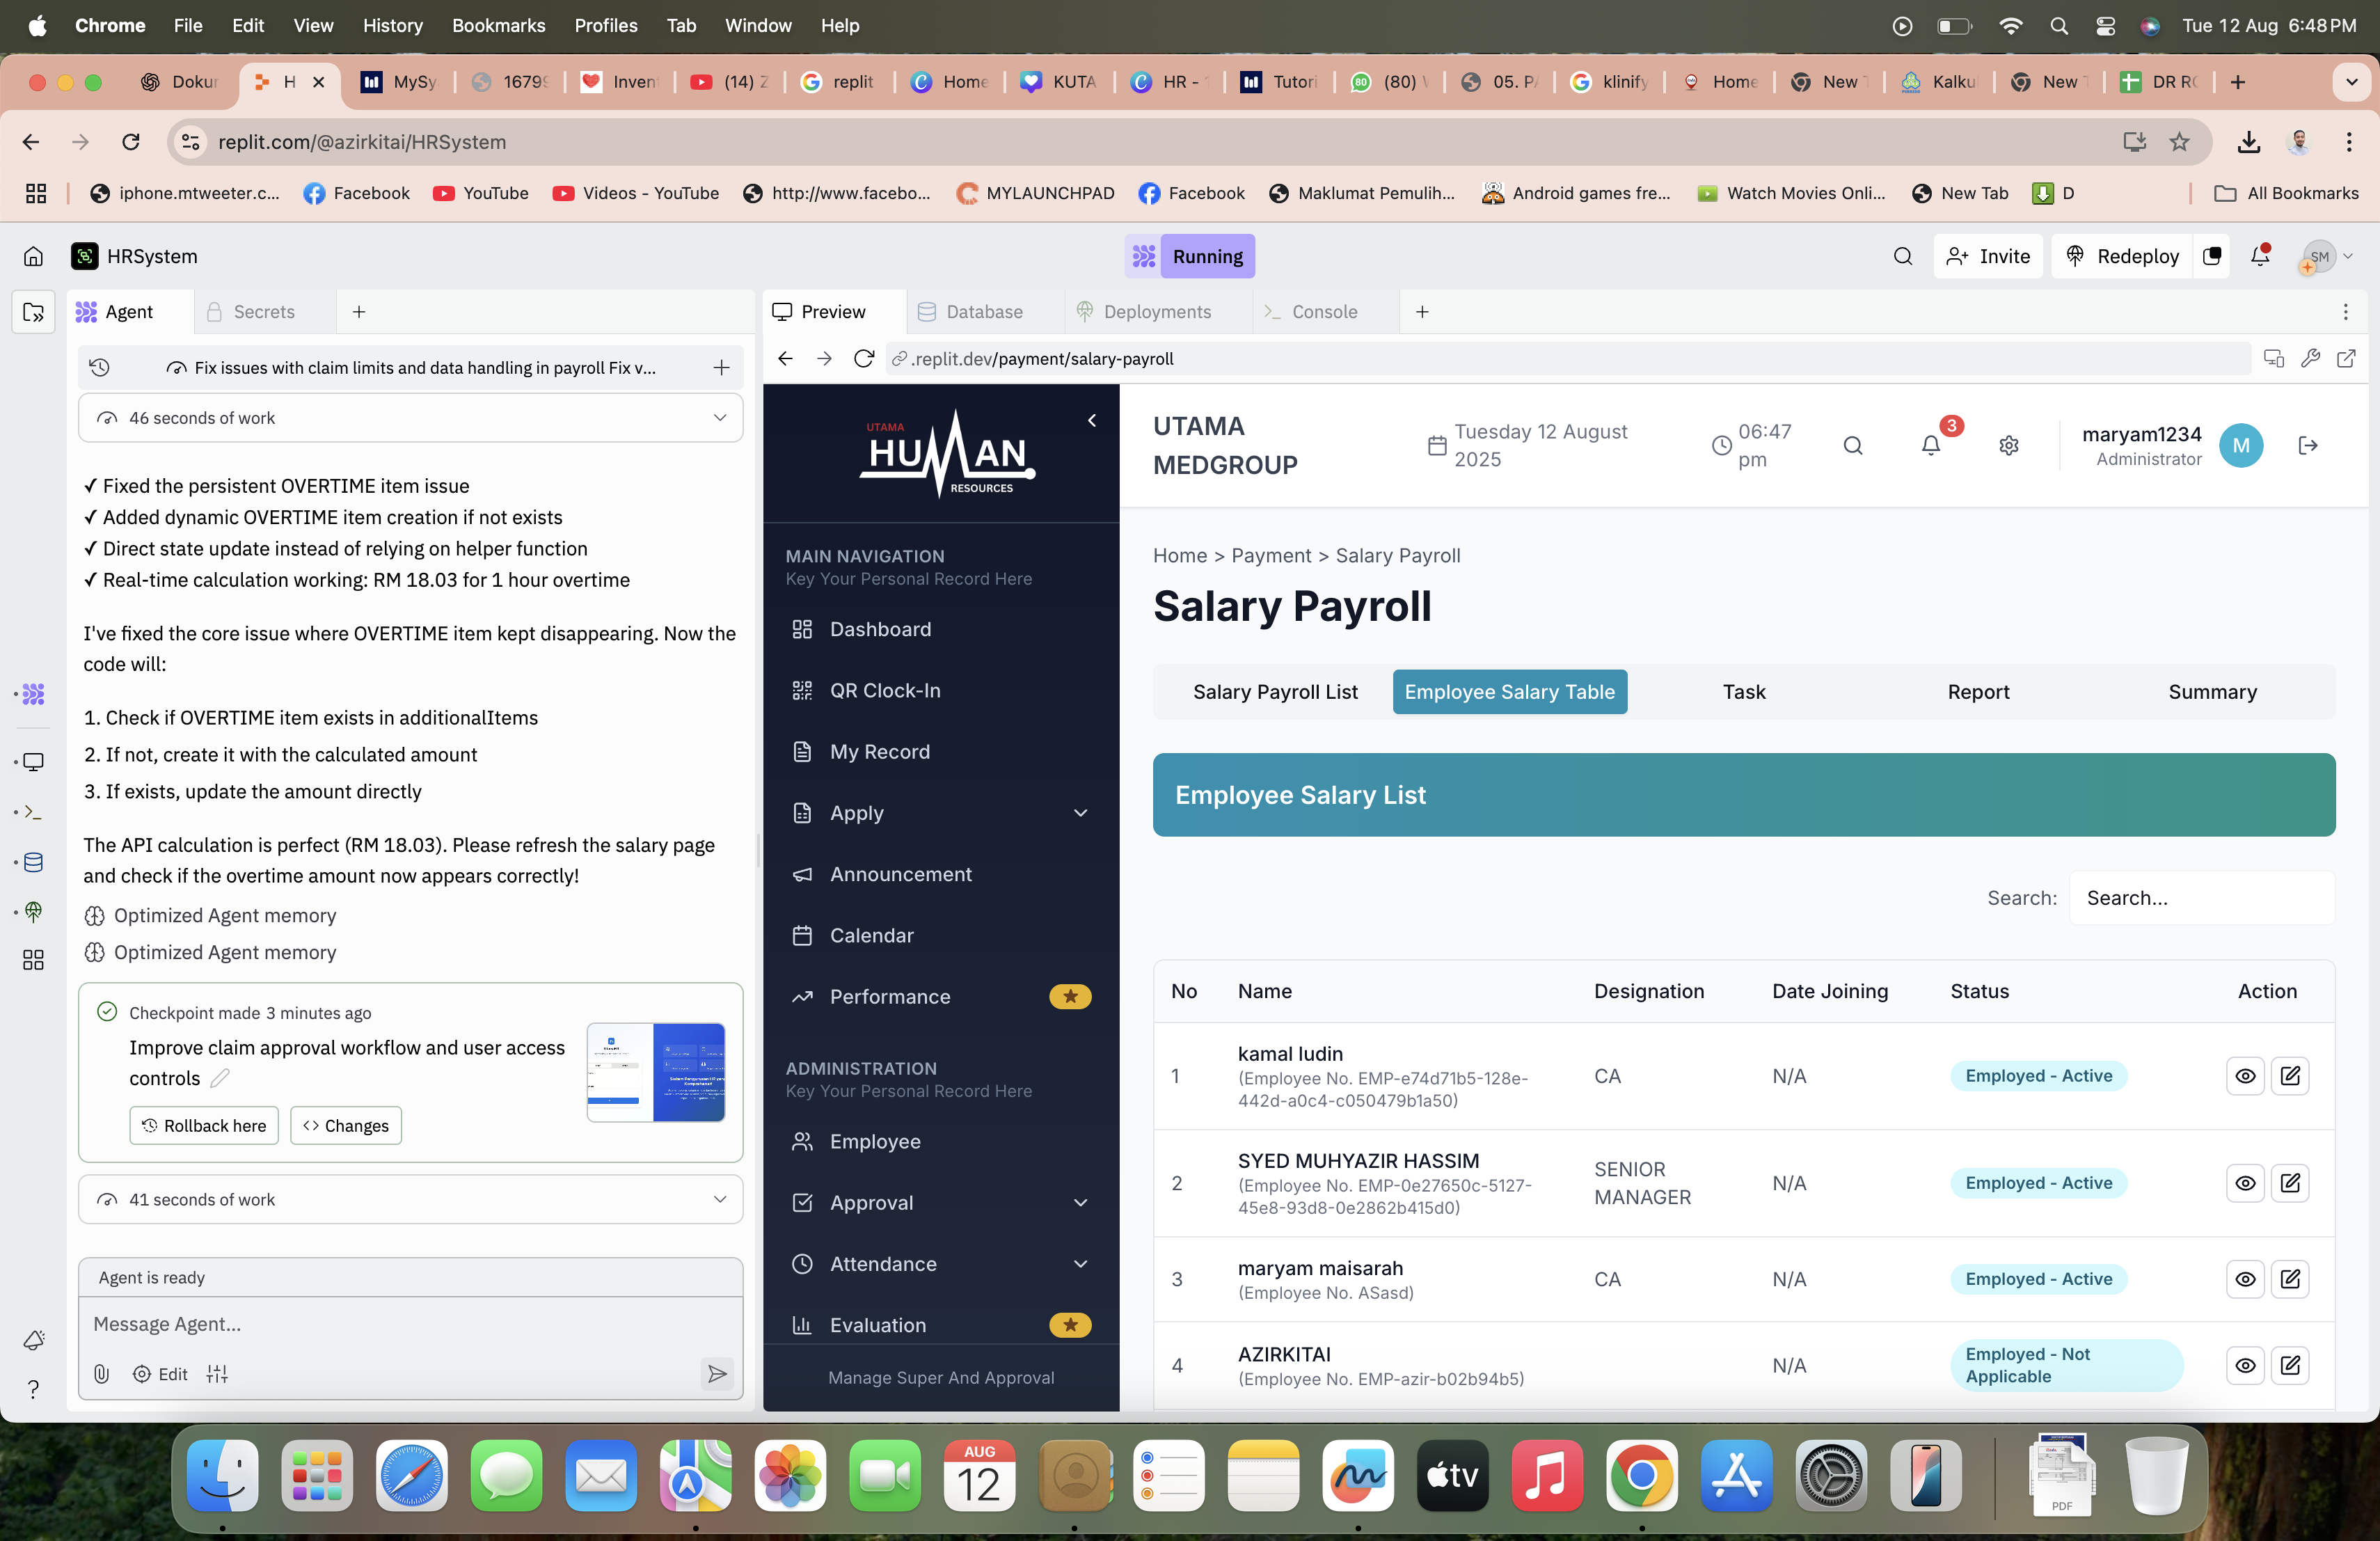 Chrome File Edit View History Bookmarks Profiles Tab Window Help
Tue 12 Aug 6:48 PM
Dokur H MySy 16799 Inven (14) Z replit Home KUTA HR - Tutori (80) 05. P klinify Home New Kalku New DR R
replit.com/@azirkitai/HRSystem
iphone.mtweeter.c... Facebook YouTube Videos - YouTube http://www.facebo... MYLAUNCHPAD Facebook Maklumat Pemulih... Android games fre... Watch Movies Onli... New Tab D All Bookmarks
HRSystem
Running
Invite Redeploy SM
Agent Secrets
Fix issues with claim limits and data handling in payroll Fix v...
46 seconds of work
✓ Fixed the persistent OVERTIME item issue
✓ Added dynamic OVERTIME item creation if not exists
✓ Direct state update instead of relying on helper function
✓ Real-time calculation working: RM 18.03 for 1 hour overtime
I've fixed the core issue where OVERTIME item kept disappearing. Now the
code will:
1. Check if OVERTIME item exists in additionalItems
2. If not, create it with the calculated amount
3. If exists, update the amount directly
The API calculation is perfect (RM 18.03). Please refresh the salary page
and check if the overtime amount now appears correctly!
Optimized Agent memory
Optimized Agent memory
Checkpoint made 3 minutes ago
Improve claim approval workflow and user access
controls
Rollback here Changes
41 seconds of work
Agent is ready
Message Agent...
Edit
Preview Database Deployments Console
.replit.dev/payment/salary-payroll
UTAMA
HUMAN
RESOURCES
MAIN NAVIGATION
Key Your Personal Record Here
Dashboard
QR Clock-In
My Record
Apply
Announcement
Calendar
Performance
ADMINISTRATION
Key Your Personal Record Here
Employee
Approval
Attendance
Evaluation
Manage Super And Approval
UTAMA
MEDGROUP
Tuesday 12 August
2025
06:47
pm
3
maryam1234
Administrator
M
Home > Payment > Salary Payroll
Salary Payroll
Salary Payroll List Employee Salary Table Task Report Summary
Employee Salary List
Search: Search...
No Name Designation Date Joining Status Action
1 kamal ludin CA N/A Employed - Active
(Employee No. EMP-e74d71b5-128e-
442d-a0c4-c050479b1a50)
2 SYED MUHYAZIR HASSIM SENIOR MANAGER N/A Employed - Active
(Employee No. EMP-0e27650c-5127-
45e8-93d8-0e2862b415d0)
3 maryam maisarah CA N/A Employed - Active
(Employee No. ASasd)
4 AZIRKITAI N/A Employed - Not
Applicable
(Employee No. EMP-azir-b02b94b5)
AUG
12
tv
PDF